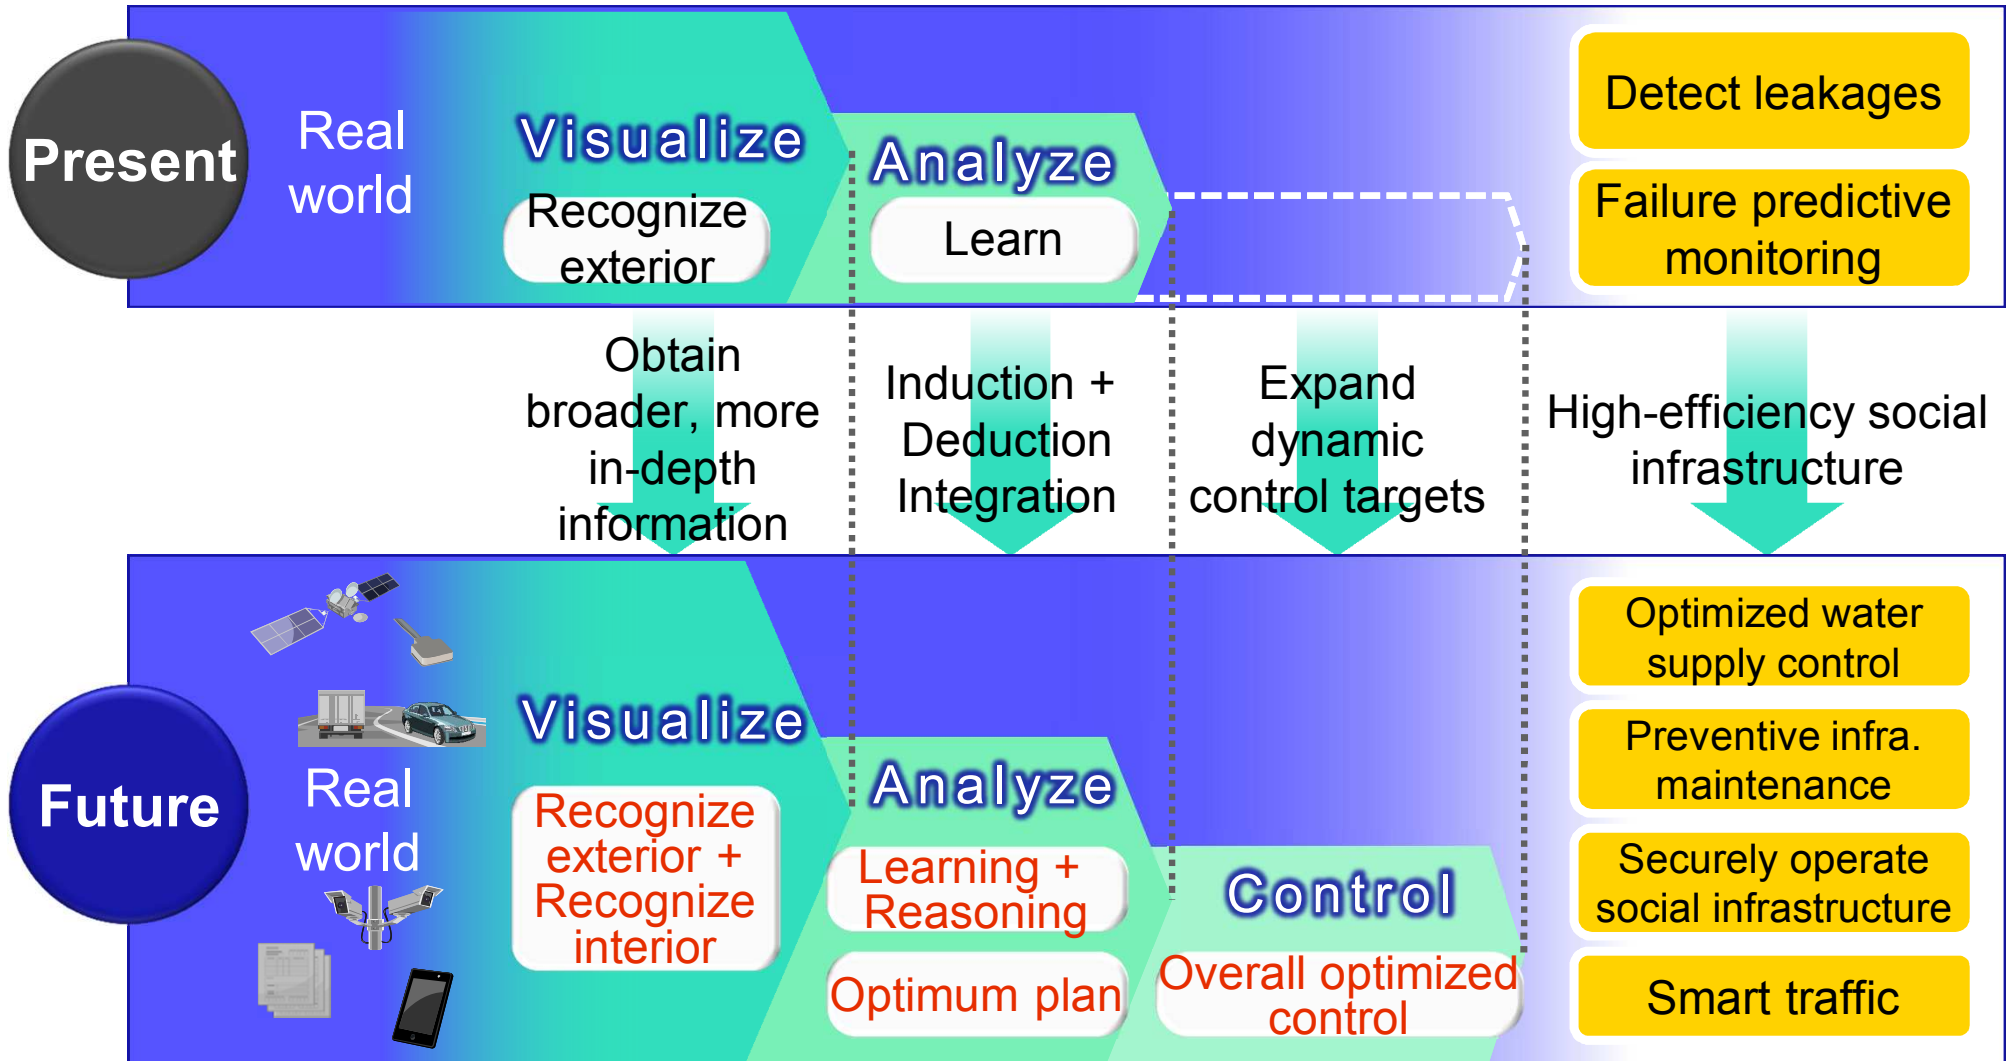 Present
Real
world
Visualize
Recognize
exterior
Analyze
Learn
Detect leakages
Failure predictive
monitoring
Obtain
broader, more
in-depth
information
Induction +
Deduction
Integration
Expand
dynamic
control targets
High-efficiency social
infrastructure
Future
Real
world
Visualize
Recognize
exterior +
Recognize
interior
Analyze
Learning +
Reasoning
Optimum plan
Control
Overall optimized
control
Optimized water
supply control
Preventive infra.
maintenance
Securely operate
social infrastructure
Smart traffic